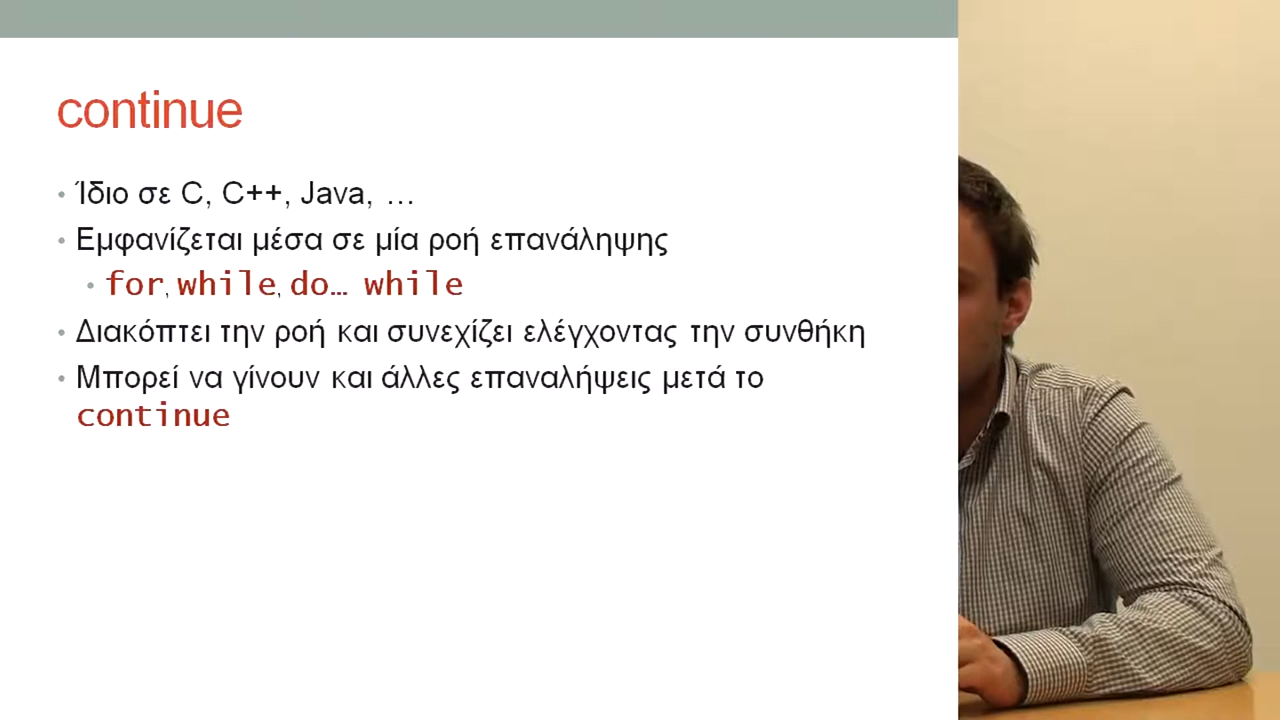 continue
• Ίδιο σε C, C++, Java, …
• Εμφανίζεται μέσα σε μία ροή επανάληψης
• for, while, do… while
• Διακόπτει την ροή και συνεχίζει ελέγχοντας την συνθήκη
• Μπορεί να γίνουν και άλλες επαναλήψεις μετά το
continue